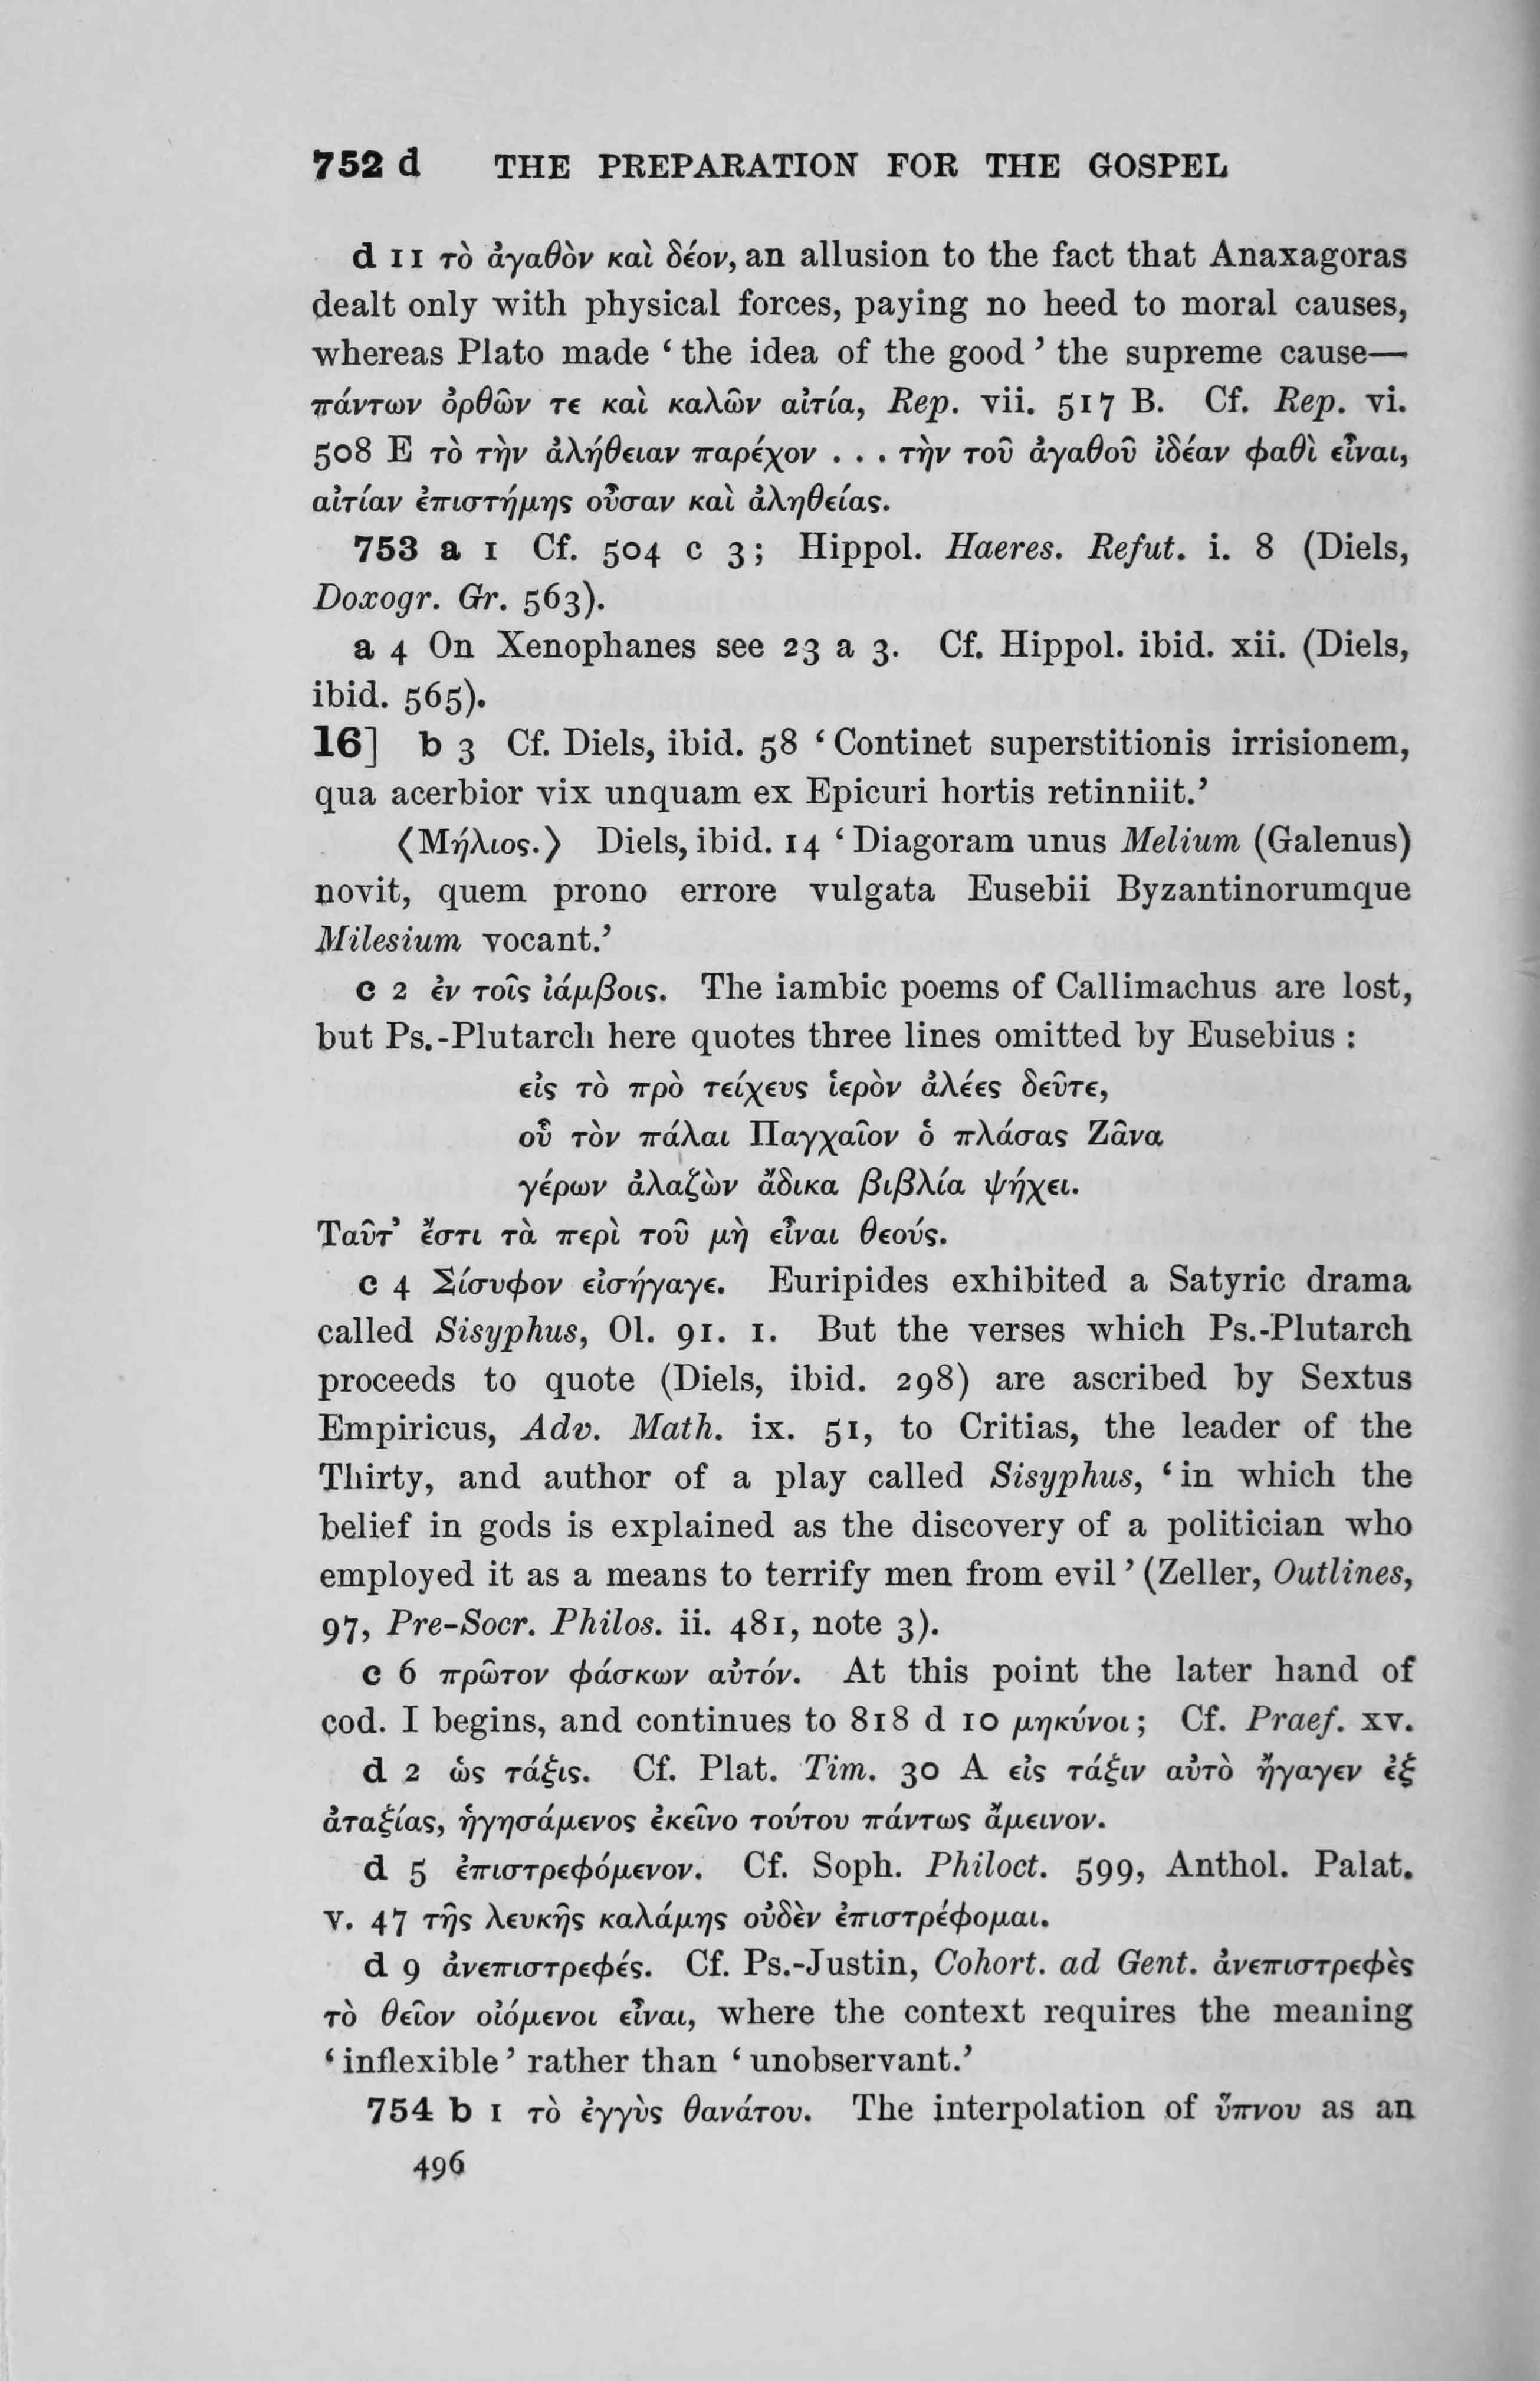 752 d THE PREPARATION FOR THE GOSPEL
d 11 τὸ ἀγαθὸν καὶ δέον, an allusion to the fact that Anaxagoras
dealt only with physical forces, paying no heed to moral causes,
whereas Plato made ‘the idea of the good’ the supreme cause—
πάντων ὀρθῶν τε καὶ καλῶν αἰτία, Rep. vii. 517 B. Cf. Rep. vi.
508 E τὸ τὴν ἀλήθειαν παρέχον . . . τὴν τοῦ ἀγαθοῦ ἰδέαν φαθὶ εἶναι,
αἰτίαν ἐπιστήμης οὖσαν καὶ ἀληθείας.
753 a 1 Cf. 504 c 3; Hippol. Haeres. Refut. i. 8 (Diels,
Doxogr. Gr. 563).
a 4 On Xenophanes see 23 a 3. Cf. Hippol. ibid. xii. (Diels,
ibid. 565).
16] b 3 Cf. Diels, ibid. 58 ‘Continet superstitionis irrisionem,
qua acerbior vix unquam ex Epicuri hortis retinniit.’
⟨Μήλιος.⟩ Diels, ibid. 14 ‘Diagoram unus Melium (Galenus)
novit, quem prono errore vulgata Eusebii Byzantinorumque
Milesium vocant.’
c 2 ἐν τοῖς ἰάμβοις. The iambic poems of Callimachus are lost,
but Ps.-Plutarch here quotes three lines omitted by Eusebius :
εἰς τὸ πρὸ τείχευς ἱερὸν ἀλέες δεῦτε,
οὗ τὸν πάλαι Παγχαῖον ὁ πλάσας Ζᾶνα
γέρων ἀλαζὼν ἄδικα βιβλία ψήχει.
Ταῦτ’ ἔστι τὰ περὶ τοῦ μὴ εἶναι θεούς.
c 4 Σίσυφον εἰσήγαγε. Euripides exhibited a Satyric drama
called Sisyphus, Ol. 91. 1. But the verses which Ps.-Plutarch
proceeds to quote (Diels, ibid. 298) are ascribed by Sextus
Empiricus, Adv. Math. ix. 51, to Critias, the leader of the
Thirty, and author of a play called Sisyphus, ‘in which the
belief in gods is explained as the discovery of a politician who
employed it as a means to terrify men from evil’ (Zeller, Outlines,
97, Pre-Socr. Philos. ii. 481, note 3).
c 6 πρῶτον φάσκων αὐτόν. At this point the later hand of
cod. I begins, and continues to 818 d 10 μηκύνοι; Cf. Praef. xv.
d 2 ὡς τάξις. Cf. Plat. Tim. 30 A εἰς τάξιν αὐτὸ ἤγαγεν ἐξ
ἀταξίας, ἡγησάμενος ἐκεῖνο τούτου πάντως ἄμεινον.
d 5 ἐπιστρεφόμενον. Cf. Soph. Philoct. 599, Anthol. Palat.
v. 47 τῆς λευκῆς καλάμης οὐδὲν ἐπιστρέφομαι.
d 9 ἀνεπιστρεφές. Cf. Ps.-Justin, Cohort. ad Gent. ἀνεπιστρεφὲς
τὸ θεῖον οἰόμενοι εἶναι, where the context requires the meaning
‘inflexible’ rather than ‘unobservant.’
754 b 1 τὸ ἐγγὺς θανάτου. The interpolation of ὕπνου as an
496